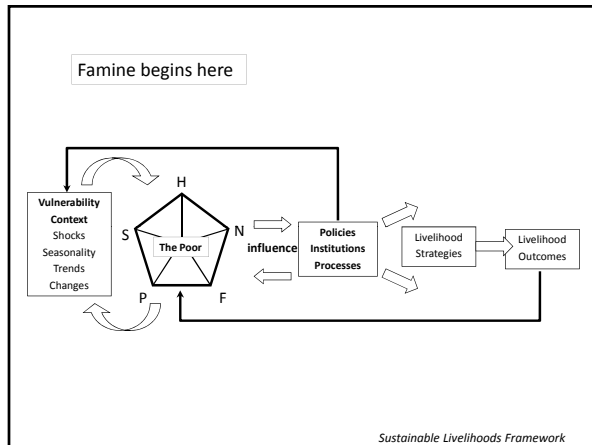 Famine begins here
H
S
N
P
F
The Poor
Vulnerability
Context
Shocks
Seasonality
Trends
Changes
influence
Policies
Institutions
Processes
Livelihood
Strategies
Livelihood
Outcomes
Sustainable Livelihoods Framework